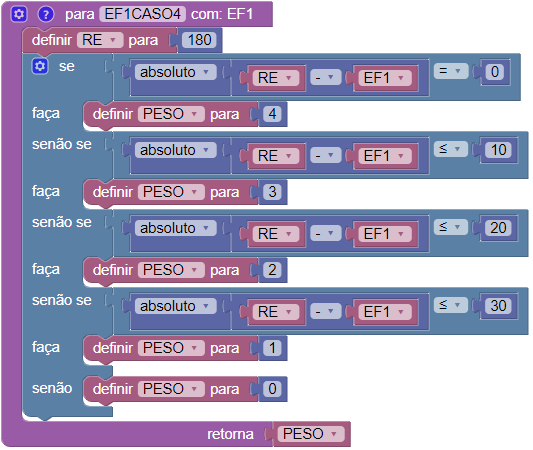 ? para EF1CASO4 com: EF1
definir RE para 180
se absoluto RE - EF1 = 0
faça definir PESO para 4
senão se absoluto RE - EF1 ≤ 10
faça definir PESO para 3
senão se absoluto RE - EF1 ≤ 20
faça definir PESO para 2
senão se absoluto RE - EF1 ≤ 30
faça definir PESO para 1
senão definir PESO para 0
retorna PESO